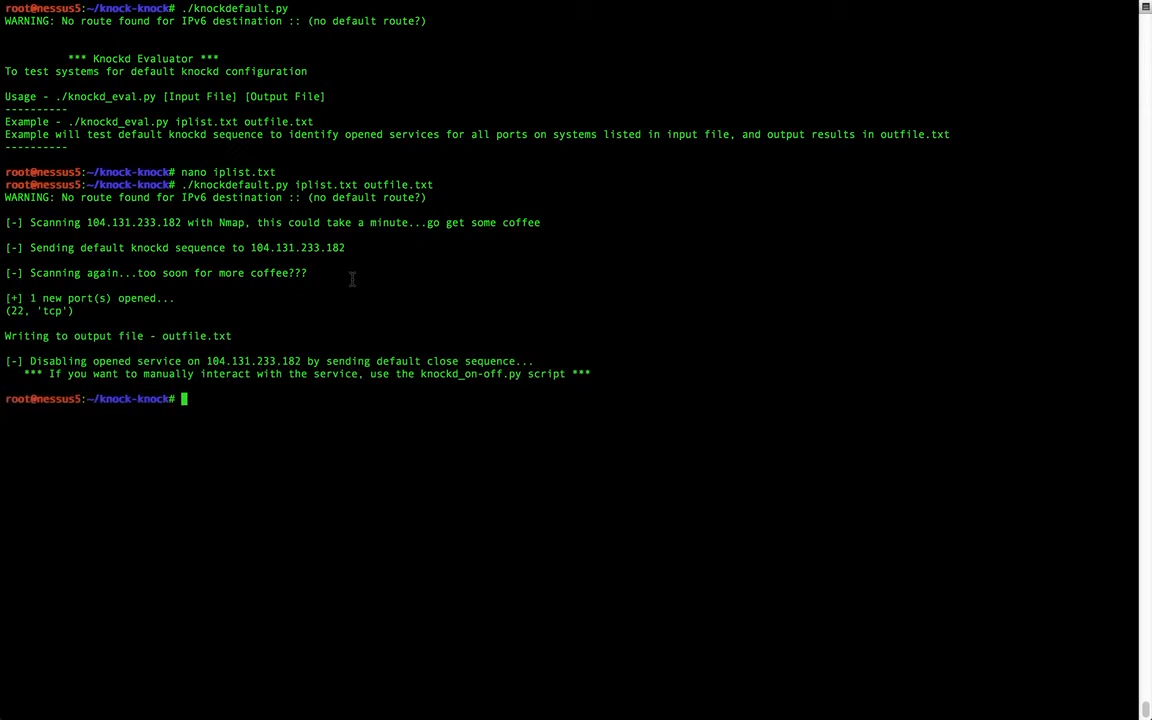 root@nessus5:~/knock-knock# ./knockdefault.py
WARNING: No route found for IPv6 destination :: (no default route?)
*** Knockd Evaluator ***
To test systems for default knockd configuration
Usage - ./knockd_eval.py [Input File] [Output File]
----------
Example - ./knockd_eval.py iplist.txt outfile.txt
Example will test default knockd sequence to identify opened services for all ports on systems listed in input file, and output results in outfile.txt
----------
root@nessus5:~/knock-knock# nano iplist.txt
root@nessus5:~/knock-knock# ./knockdefault.py iplist.txt outfile.txt
WARNING: No route found for IPv6 destination :: (no default route?)
[-] Scanning 104.131.233.182 with Nmap, this could take a minute...go get some coffee
[-] Sending default knockd sequence to 104.131.233.182
[-] Scanning again...too soon for more coffee???
[+] 1 new port(s) opened...
(22, 'tcp')
Writing to output file - outfile.txt
[-] Disabling opened service on 104.131.233.182 by sending default close sequence...
*** If you want to manually interact with the service, use the knockd_on-off.py script ***
root@nessus5:~/knock-knock#